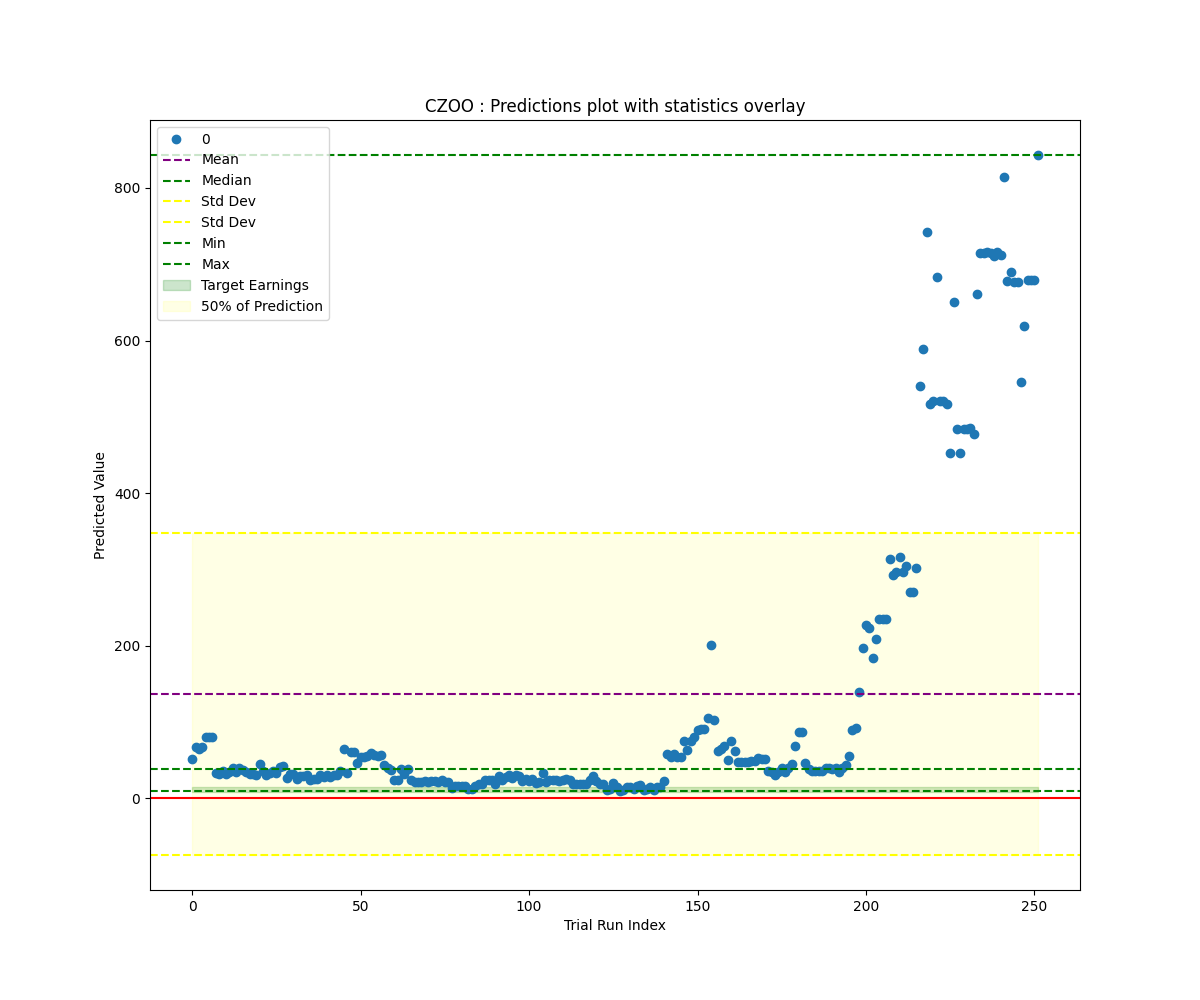 CZOO : Predictions plot with statistics overlay
0
Mean
Median
Std Dev
Std Dev
Min
Max
Target Earnings
50% of Prediction
800
600
400
200
0
Predicted Value
0
50
100
150
200
250
Trial Run Index